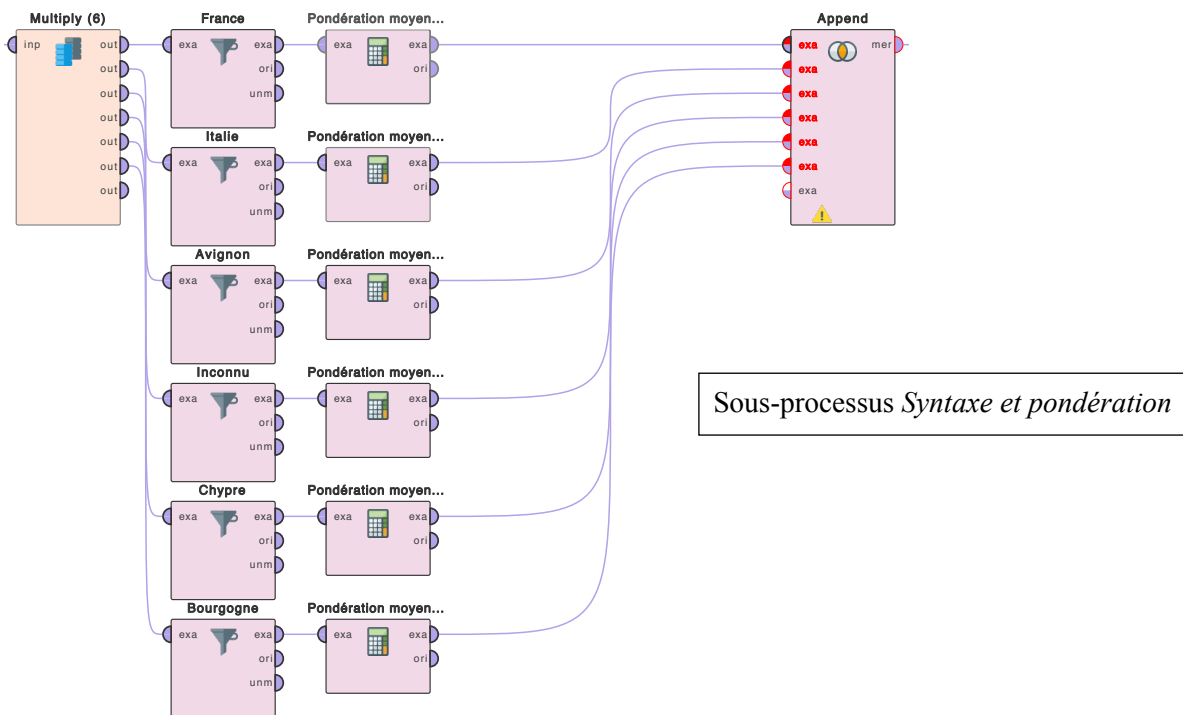 Multiply (6)
inp
out
out
out
out
out
out
out
France
exa
exa
ori
unm
Pondération moyen...
exa
exa
ori
Italie
exa
exa
ori
unm
Pondération moyen...
exa
exa
ori
Avignon
exa
exa
ori
unm
Pondération moyen...
exa
exa
ori
Inconnu
exa
exa
ori
unm
Pondération moyen...
exa
exa
ori
Chypre
exa
exa
ori
unm
Pondération moyen...
exa
exa
ori
Bourgogne
exa
exa
ori
unm
Pondération moyen...
exa
exa
ori
Append
exa
mer
exa
exa
exa
exa
exa
exa
Sous-processus Syntaxe et pondération